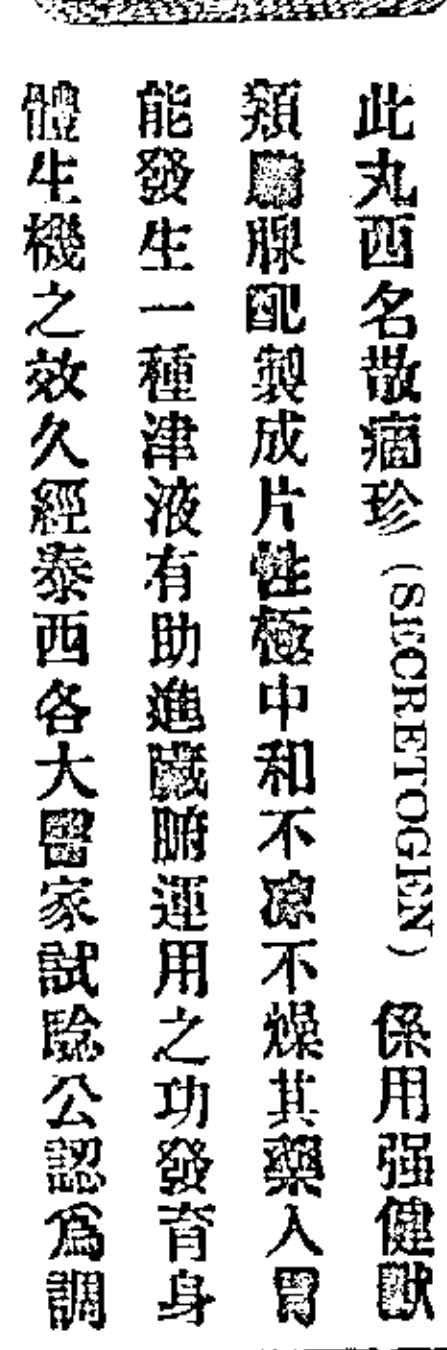 此丸西名散痼珍（SECRETOGEN）係用强健獸
類腸腺配製成片性極中和不凉不燥其藥入胃
能發生一種津液有助進臟腑運用之功發育身
體生機之效久經泰西各大醫家試騐公認爲調